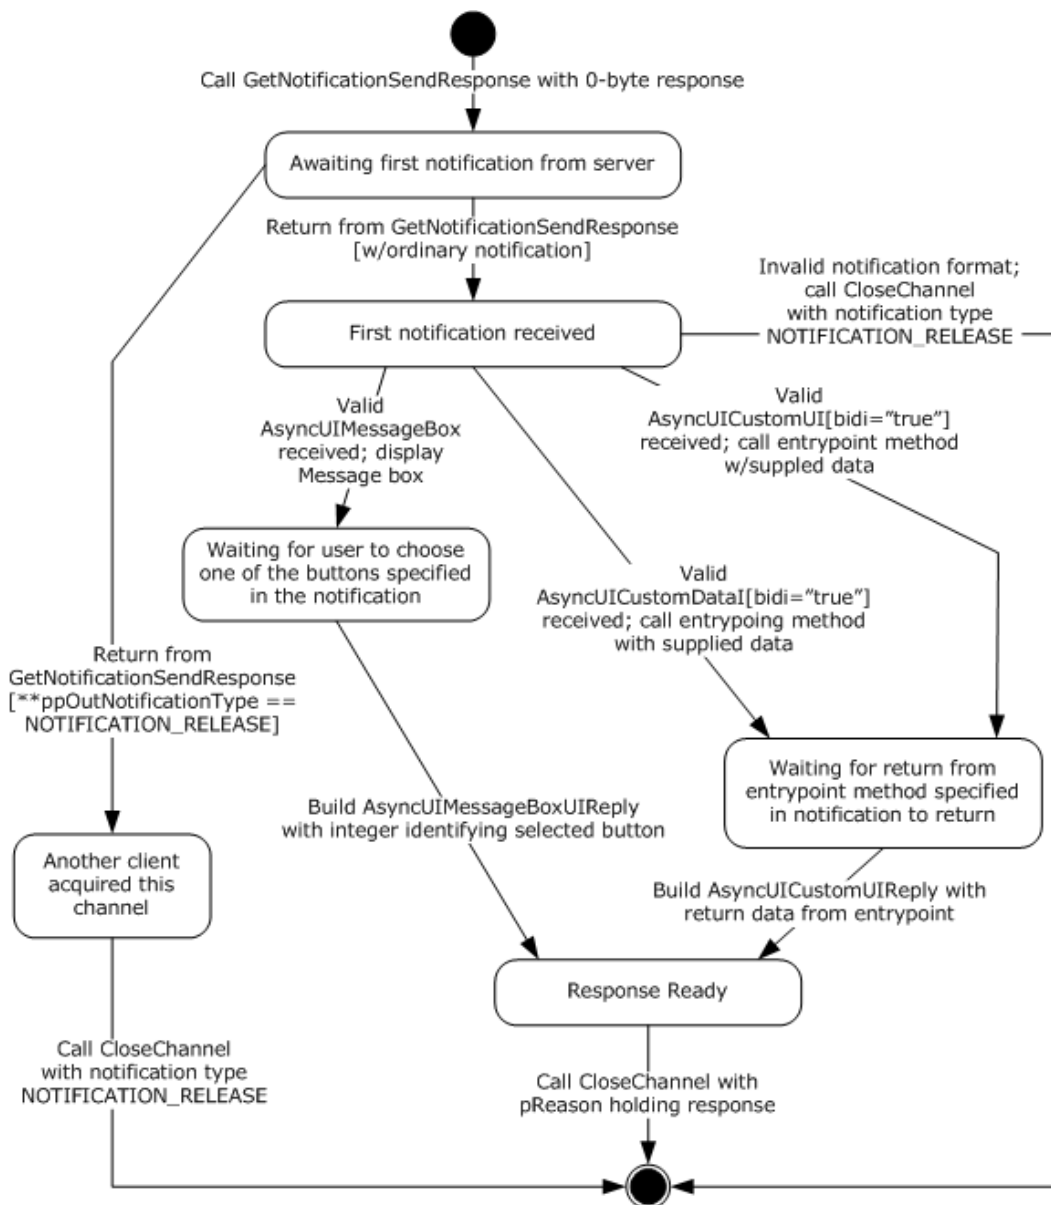 Call GetNotificationSendResponse with 0-byte response
Awaiting first notification from server
Return from GetNotificationSendResponse
[w/ordinary notification]
Invalid notification format;
call CloseChannel
with notification type
NOTIFICATION_RELEASE
First notification received
Valid
AsyncUIMessageBox
received; display
Message box
Valid
AsyncUICustomUI[bidi=”true”]
received; call entrypoint method
w/suppled data
Waiting for user to choose
one of the buttons specified
in the notification
Valid
AsyncUICustomDataI[bidi=”true”]
received; call entrypoing method
with supplied data
Return from
GetNotificationSendResponse
[**ppOutNotificationType ==
NOTIFICATION_RELEASE]
Waiting for return from
entrypoint method specified
in notification to return
Build AsyncUIMessageBoxUIReply
with integer identifying selected button
Another client
acquired this
channel
Build AsyncUICustomUIReply with
return data from entrypoint
Response Ready
Call CloseChannel
with notification type
NOTIFICATION_RELEASE
Call CloseChannel with
pReason holding response